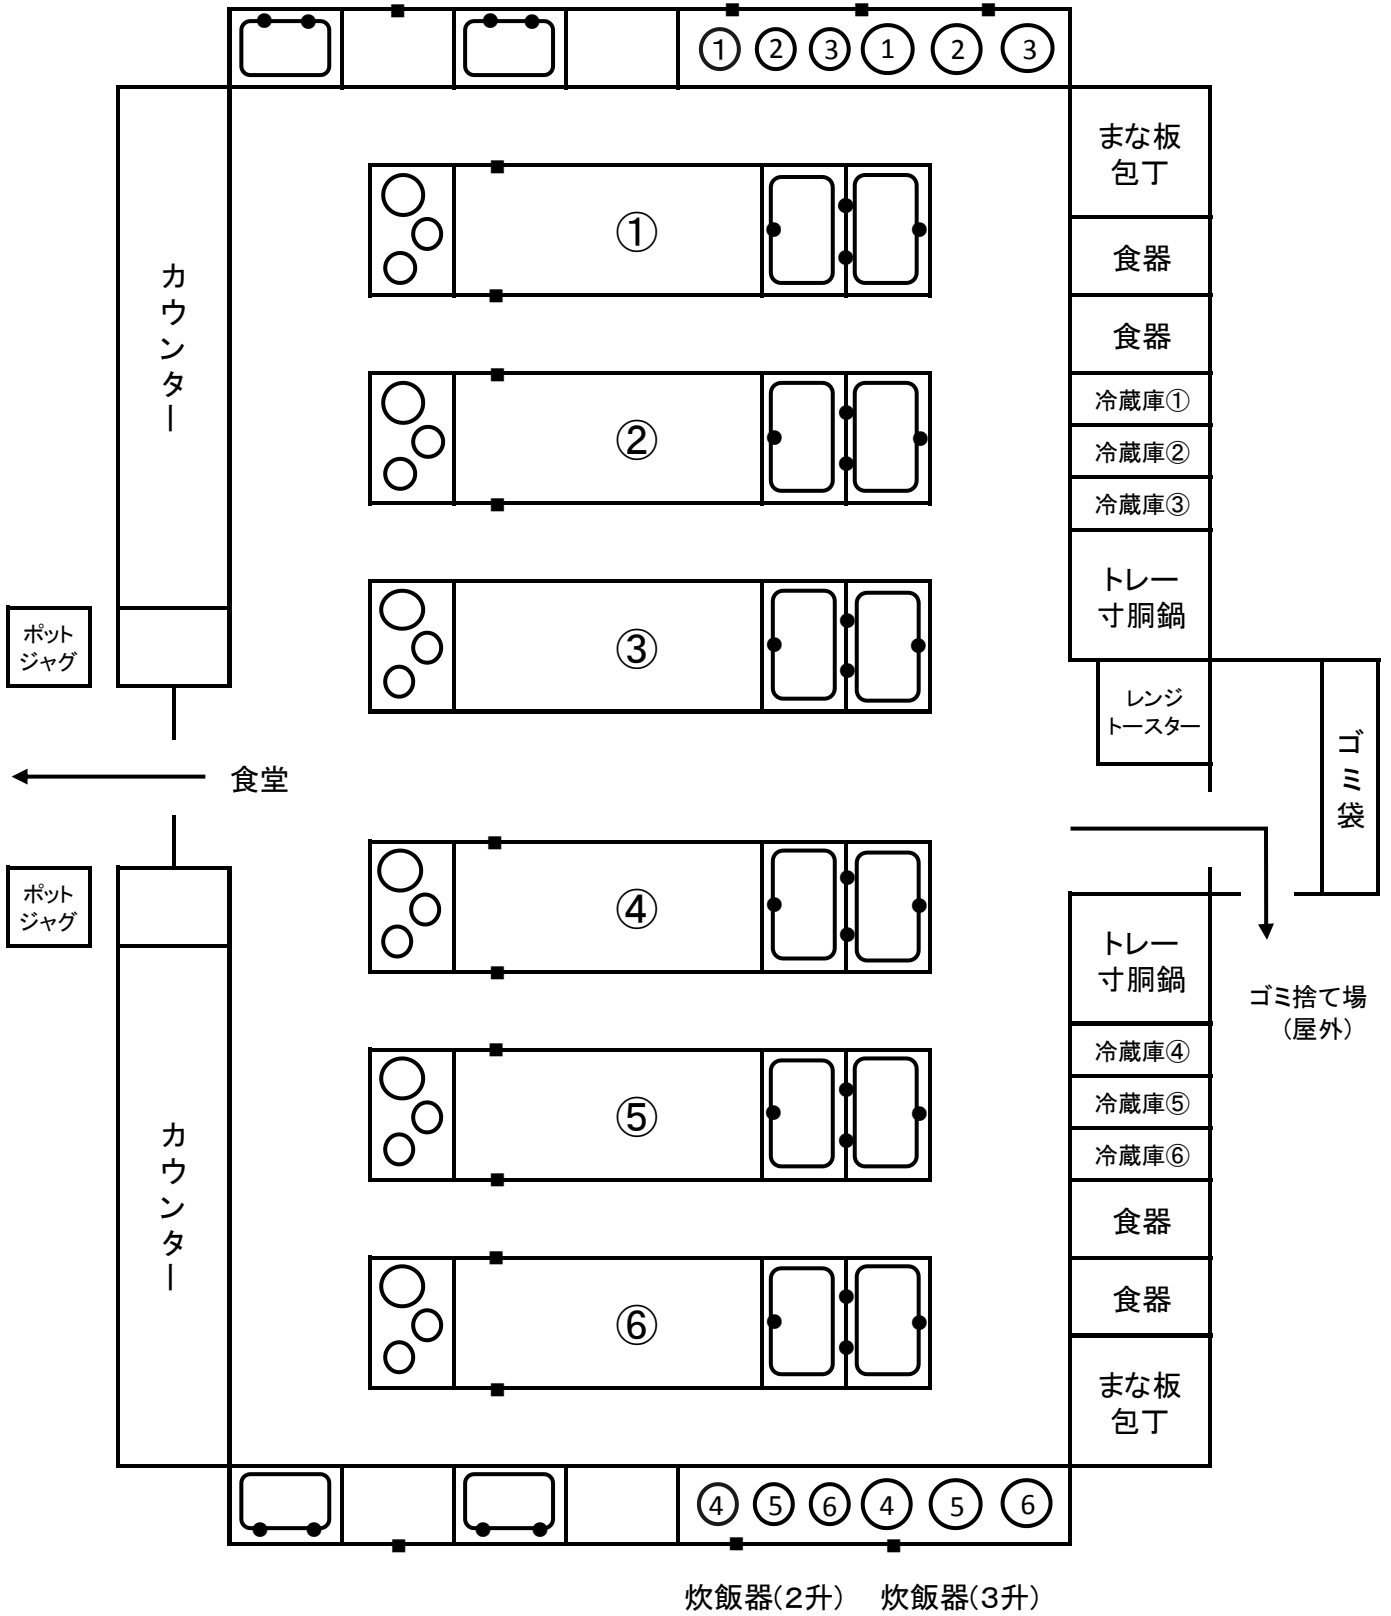 ① ② ③ ① ② ③
まな板
包丁
①
食器
カウンター
食器
冷蔵庫①
②
冷蔵庫②
冷蔵庫③
トレー
寸胴鍋
③
ポット
ジャグ
レンジ
トースター
ゴミ袋
食堂
④
ポット
ジャグ
トレー
寸胴鍋
ゴミ捨て場
（屋外）
冷蔵庫④
⑤
冷蔵庫⑤
冷蔵庫⑥
カウンター
食器
食器
⑥
まな板
包丁
④ ⑤ ⑥ ④ ⑤ ⑥
炊飯器（２升） 炊飯器（３升）